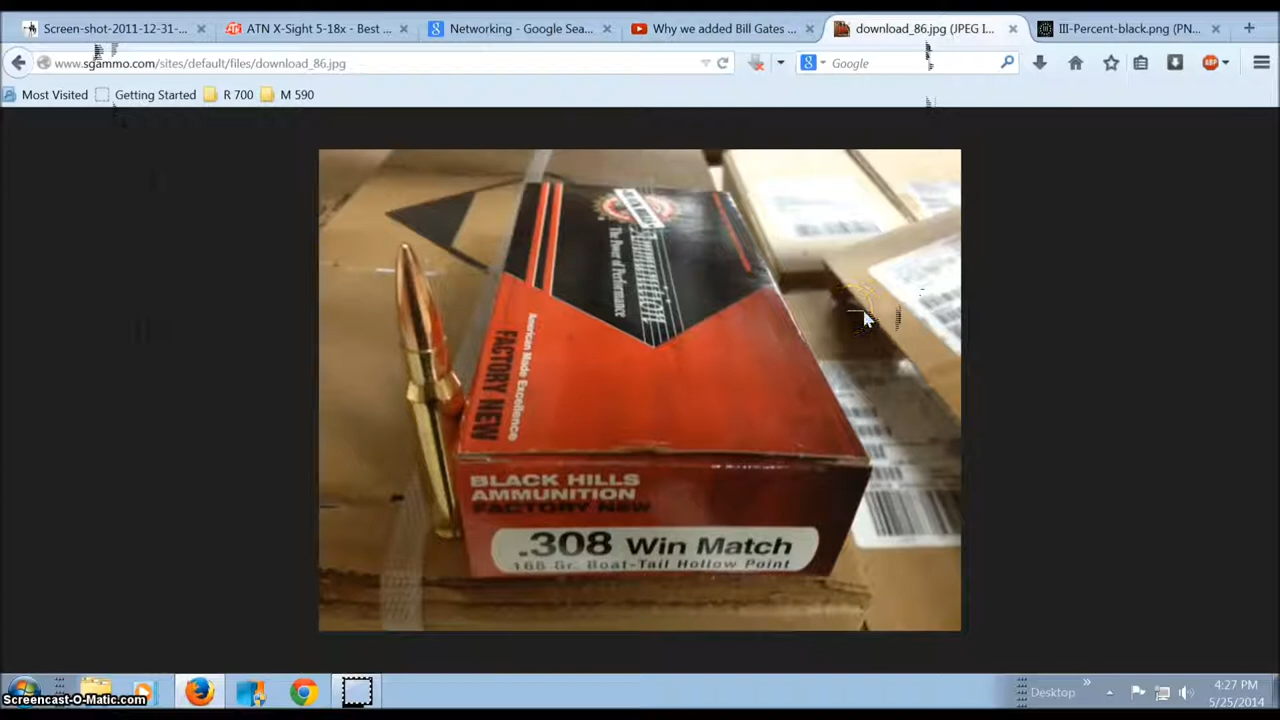 Screen-shot-2011-12-31-...
ATN X-Sight 5-18x - Best ...
Networking - Google Sea...
Why we added Bill Gates ...
download_86.jpg (JPEG I...
III-Percent-black.png (PN...
www.sgammo.com/sites/default/files/download_86.jpg
Google
ABP
Most Visited
Getting Started
R 700
M 590
Ammunition
The Power of Performance
American Made Excellence
FACTORY NEW
BLACK HILLS
AMMUNITION
FACTORY NEW
.308 Win Match
168 Gr. Boat-Tail Hollow Point
Desktop
4:27 PM
5/25/2014
Screencast-O-Matic.com